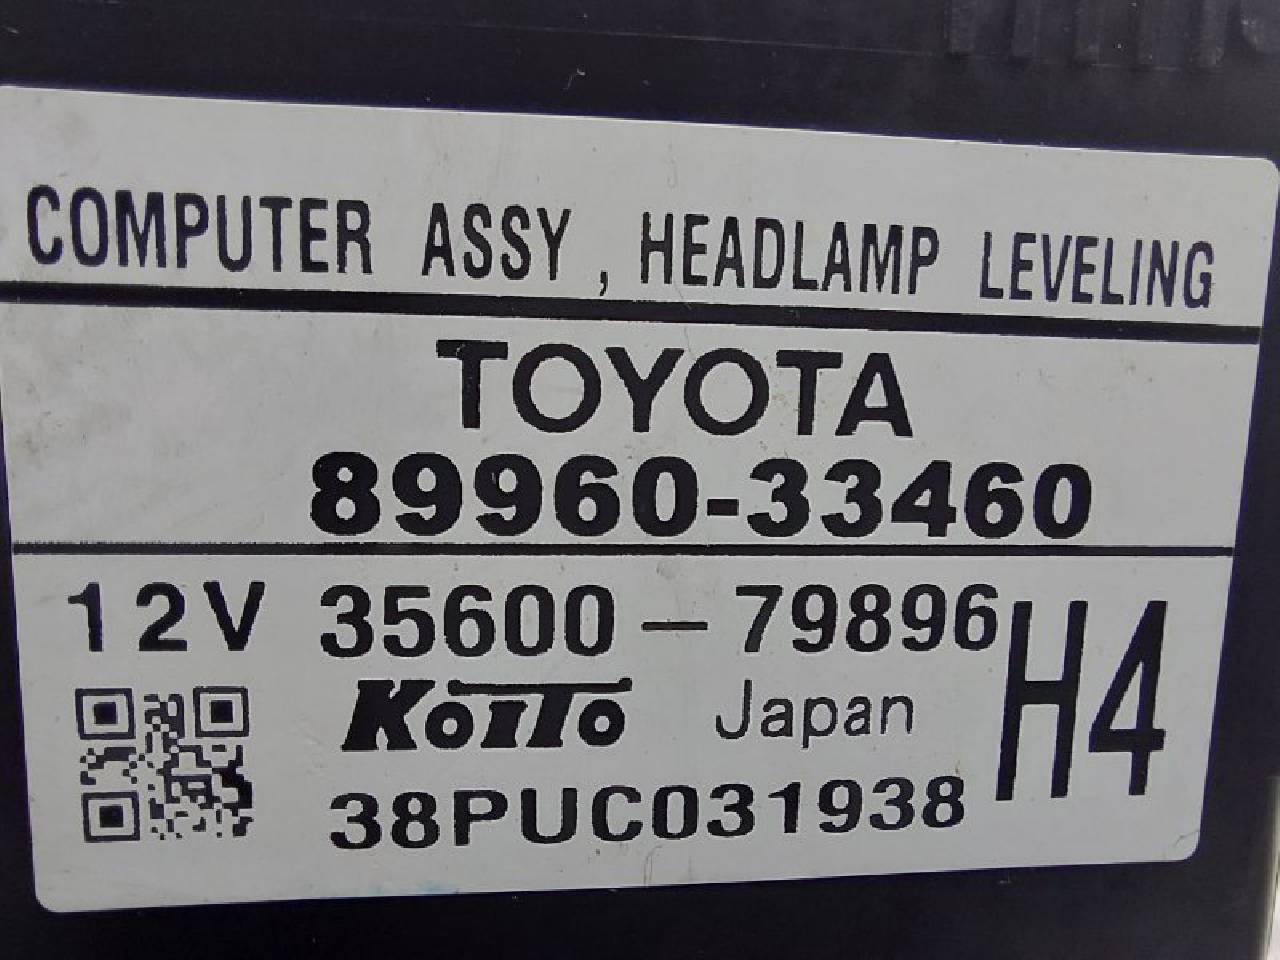 COMPUTER ASSY , HEADLAMP LEVELING
TOYOTA
89960-33460
12V 35600-79896 H4
KOITO Japan
38PUC031938